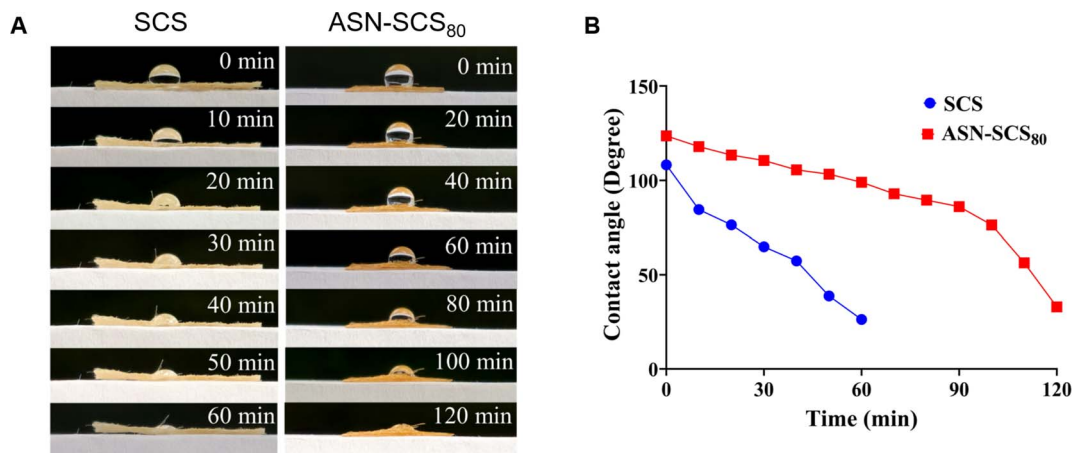 A
SCS
ASN-SCS₈₀
0 min
10 min
20 min
30 min
40 min
50 min
60 min
0 min
20 min
40 min
60 min
80 min
100 min
120 min
B
SCS
ASN-SCS₈₀
Contact angle (Degree)
150
100
50
0
0 30 60 90 120
Time (min)